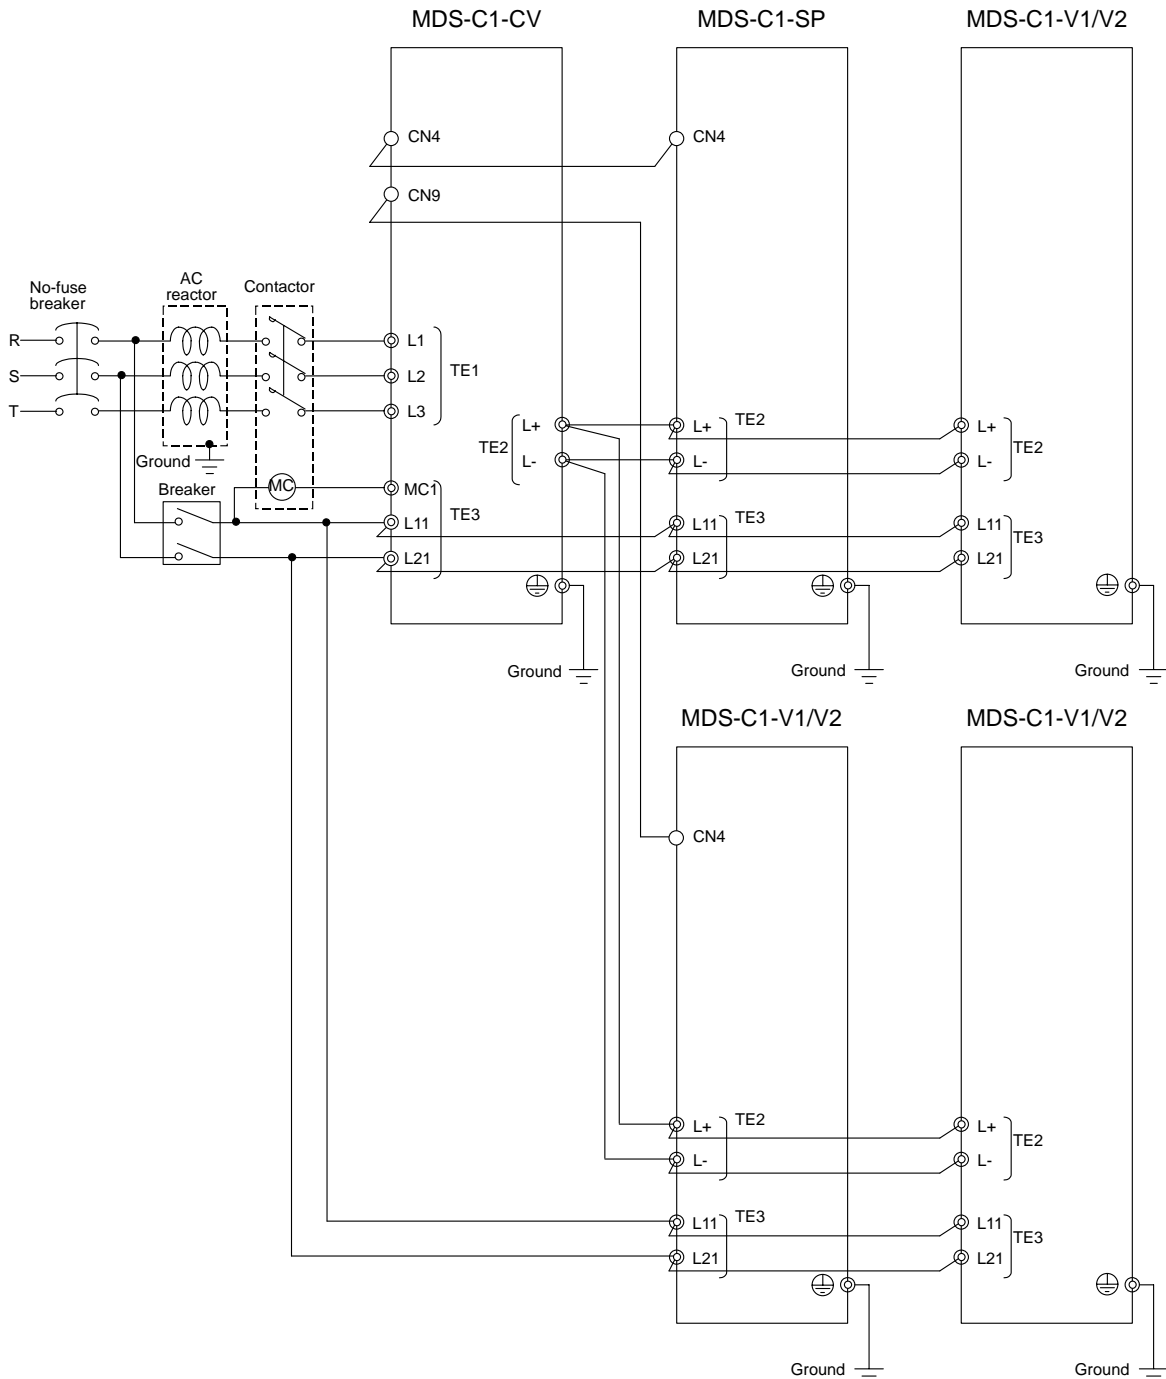 MDS-C1-CV
MDS-C1-SP
MDS-C1-V1/V2
CN4
CN4
CN9
No-fuse
breaker
AC
reactor
Contactor
R
S
T
L1
L2
L3
TE1
L+
L-
TE2
L+
L-
TE2
L+
L-
TE2
Ground
Breaker
MC
MC1
L11
L21
TE3
L11
L21
TE3
L11
L21
TE3
Ground
Ground
Ground
MDS-C1-V1/V2
MDS-C1-V1/V2
CN4
L+
L-
TE2
L+
L-
TE2
L11
L21
TE3
L11
L21
TE3
Ground
Ground